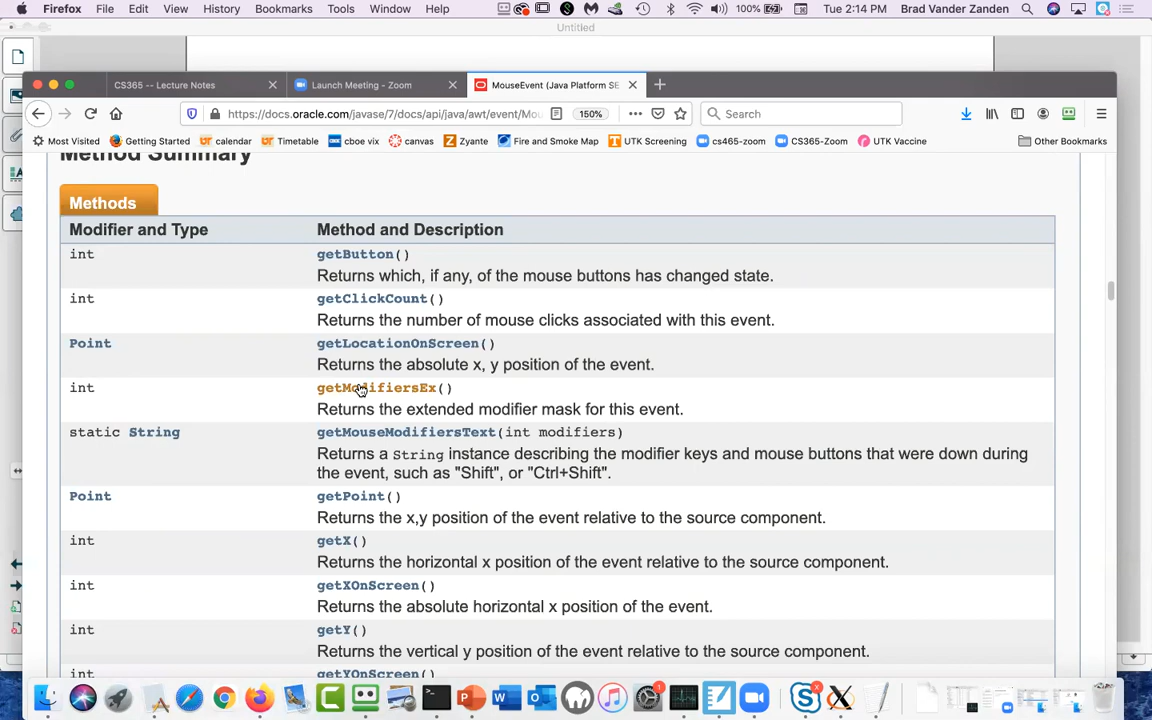 Firefox File Edit View History Bookmarks Tools Window Help 100% Tue 2:14 PM Brad Vander Zanden
Untitled
CS365 -- Lecture Notes Launch Meeting - Zoom MouseEvent (Java Platform SE
https://docs.oracle.com/javase/7/docs/api/java/awt/event/Mou 150% Search
Most Visited Getting Started calendar Timetable cboe vix canvas Zyante Fire and Smoke Map UTK Screening cs465-zoom CS365-Zoom UTK Vaccine Other Bookmarks
Method Summary
Methods
Modifier and Type Method and Description
int getButton()
Returns which, if any, of the mouse buttons has changed state.
int getClickCount()
Returns the number of mouse clicks associated with this event.
Point getLocationOnScreen()
Returns the absolute x, y position of the event.
int getModifiersEx()
Returns the extended modifier mask for this event.
static String getMouseModifiersText(int modifiers)
Returns a String instance describing the modifier keys and mouse buttons that were down during
the event, such as "Shift", or "Ctrl+Shift".
Point getPoint()
Returns the x,y position of the event relative to the source component.
int getX()
Returns the horizontal x position of the event relative to the source component.
int getXOnScreen()
Returns the absolute horizontal x position of the event.
int getY()
Returns the vertical y position of the event relative to the source component.
int getYOnScreen()